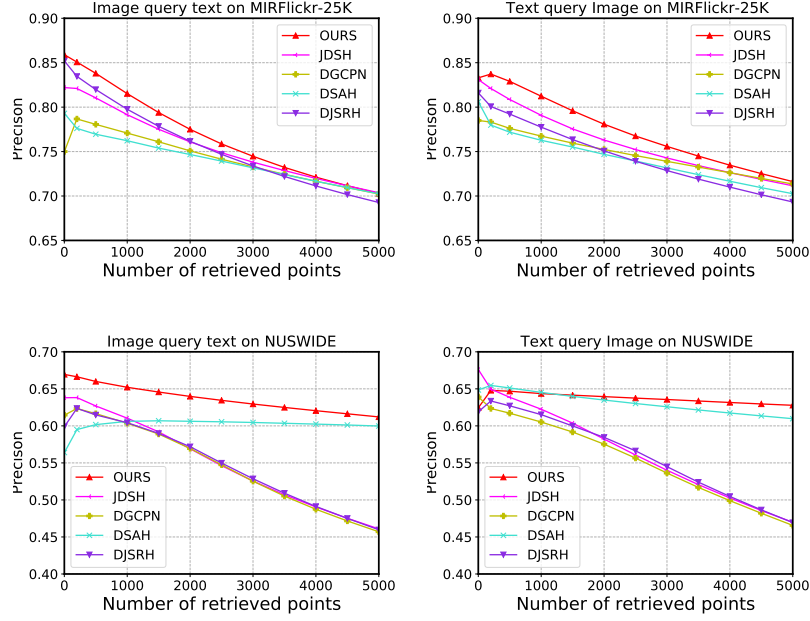 Image query text on MIRFlickr-25K
0.90
0.85
0.80
0.75
0.70
0.65
Precison
OURS
JDSH
DGCPN
DSAH
DJSRH
0 1000 2000 3000 4000 5000
Number of retrieved points
Text query Image on MIRFlickr-25K
0.90
0.85
0.80
0.75
0.70
0.65
Precison
OURS
JDSH
DGCPN
DSAH
DJSRH
0 1000 2000 3000 4000 5000
Number of retrieved points
Image query text on NUSWIDE
0.70
0.65
0.60
0.55
0.50
0.45
0.40
Precison
OURS
JDSH
DGCPN
DSAH
DJSRH
0 1000 2000 3000 4000 5000
Number of retrieved points
Text query Image on NUSWIDE
0.70
0.65
0.60
0.55
0.50
0.45
0.40
Precison
OURS
JDSH
DGCPN
DSAH
DJSRH
0 1000 2000 3000 4000 5000
Number of retrieved points